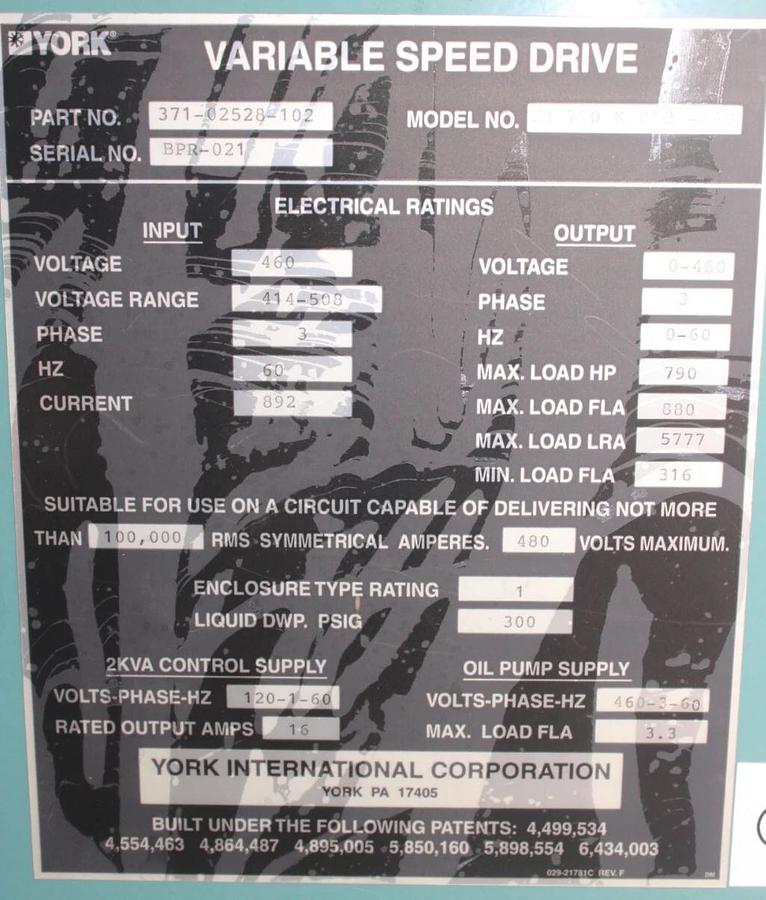 YORK®
VARIABLE SPEED DRIVE
PART NO. 371-02528-102 MODEL NO.
SERIAL NO. BPR-021
ELECTRICAL RATINGS
INPUT
VOLTAGE 460
VOLTAGE RANGE 414-508
PHASE 3
HZ 60
CURRENT 892
OUTPUT
VOLTAGE 0-460
PHASE 3
HZ 0-60
MAX. LOAD HP 790
MAX. LOAD FLA 880
MAX. LOAD LRA 5777
MIN. LOAD FLA 316
SUITABLE FOR USE ON A CIRCUIT CAPABLE OF DELIVERING NOT MORE
THAN 100,000 RMS SYMMETRICAL AMPERES. 480 VOLTS MAXIMUM.
ENCLOSURE TYPE RATING 1
LIQUID DWP. PSIG 300
2KVA CONTROL SUPPLY
VOLTS-PHASE-HZ 120-1-60
RATED OUTPUT AMPS 16
OIL PUMP SUPPLY
VOLTS-PHASE-HZ 460-3-60
MAX. LOAD FLA 3.3
YORK INTERNATIONAL CORPORATION
YORK PA 17405
BUILT UNDER THE FOLLOWING PATENTS: 4,499,534
4,554,463 4,864,487 4,895,005 5,850,160 5,898,554 6,434,003
029-21781C REV. F